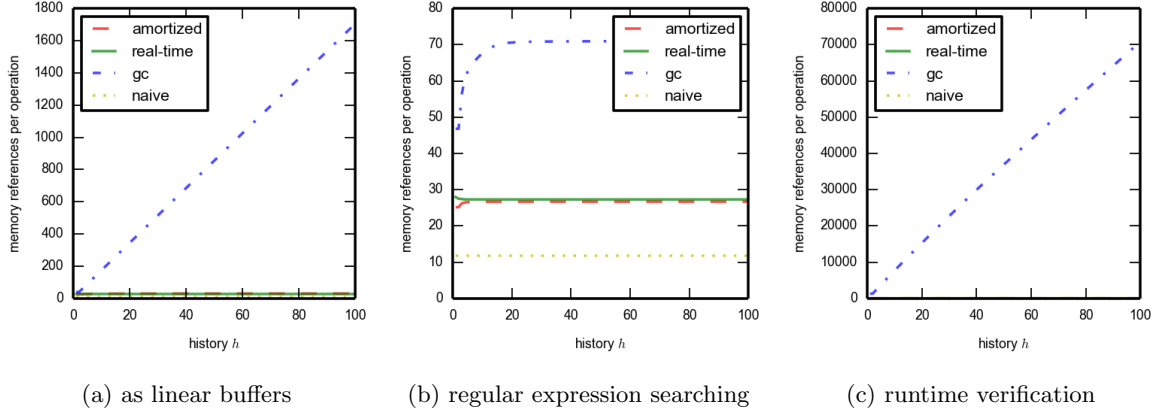 1800
1600
1400
1200
1000
800
600
400
200
0
memory references per operation
amortized
real-time
gc
naive
0 20 40 60 80 100
history h
(a) as linear buffers
80
70
60
50
40
30
20
10
0
memory references per operation
amortized
real-time
gc
naive
0 20 40 60 80 100
history h
(b) regular expression searching
80000
70000
60000
50000
40000
30000
20000
10000
0
memory references per operation
amortized
real-time
gc
naive
0 20 40 60 80 100
history h
(c) runtime verification